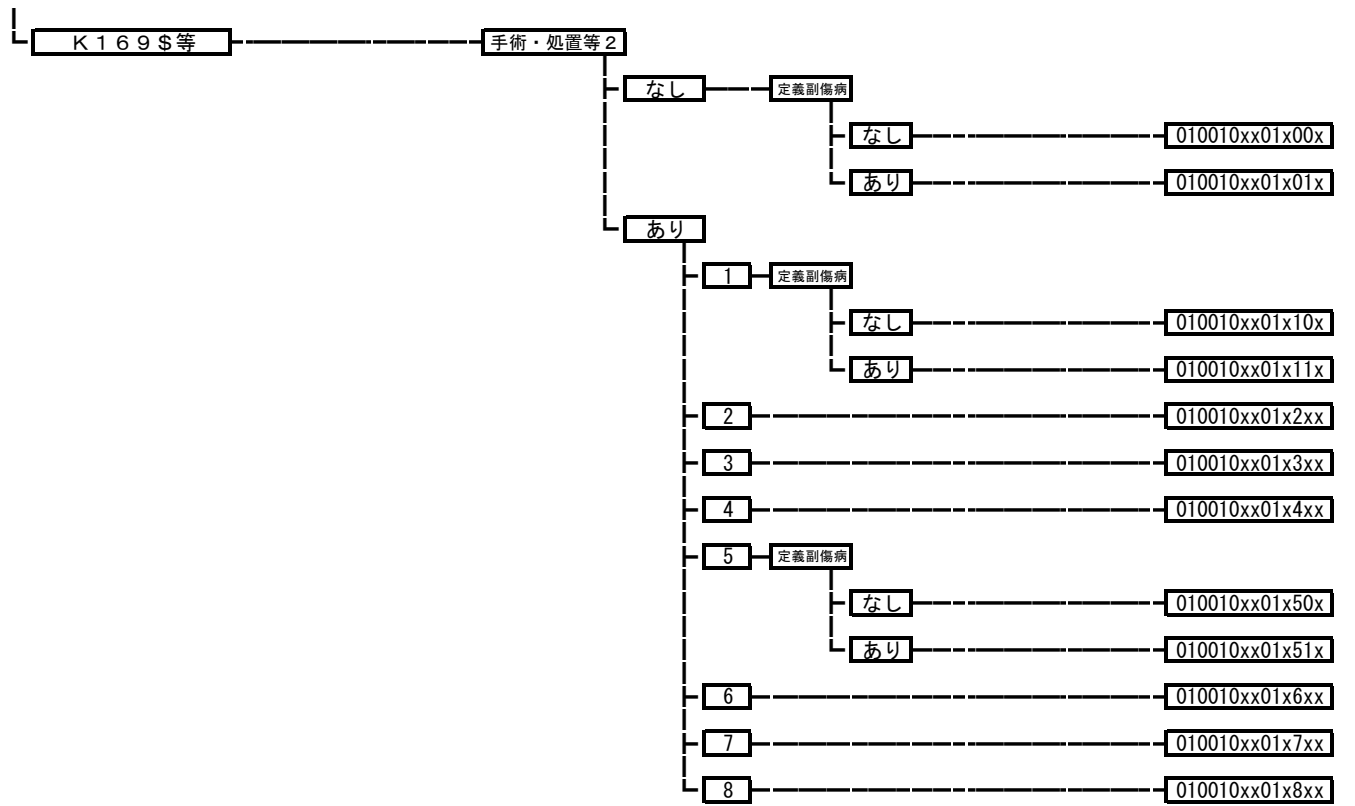 Ｋ１６９＄等 手術・処置等２
なし 定義副傷病
なし 010010xx01x00x
あり 010010xx01x01x
あり
1 定義副傷病
なし 010010xx01x10x
あり 010010xx01x11x
2 010010xx01x2xx
3 010010xx01x3xx
4 010010xx01x4xx
5 定義副傷病
なし 010010xx01x50x
あり 010010xx01x51x
6 010010xx01x6xx
7 010010xx01x7xx
8 010010xx01x8xx